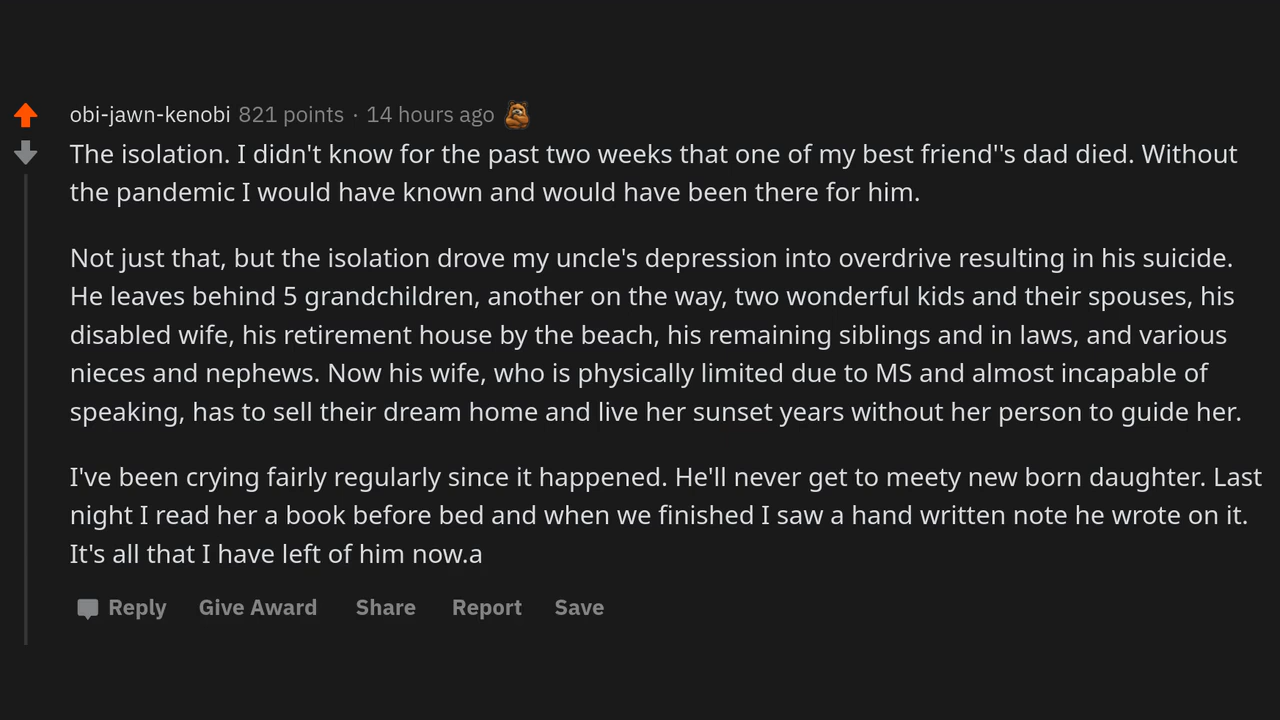 obi-jawn-kenobi 821 points · 14 hours ago
The isolation. I didn't know for the past two weeks that one of my best friend''s dad died. Without
the pandemic I would have known and would have been there for him.
Not just that, but the isolation drove my uncle's depression into overdrive resulting in his suicide.
He leaves behind 5 grandchildren, another on the way, two wonderful kids and their spouses, his
disabled wife, his retirement house by the beach, his remaining siblings and in laws, and various
nieces and nephews. Now his wife, who is physically limited due to MS and almost incapable of
speaking, has to sell their dream home and live her sunset years without her person to guide her.
I've been crying fairly regularly since it happened. He'll never get to meety new born daughter. Last
night I read her a book before bed and when we finished I saw a hand written note he wrote on it.
It's all that I have left of him now.a
Reply Give Award Share Report Save